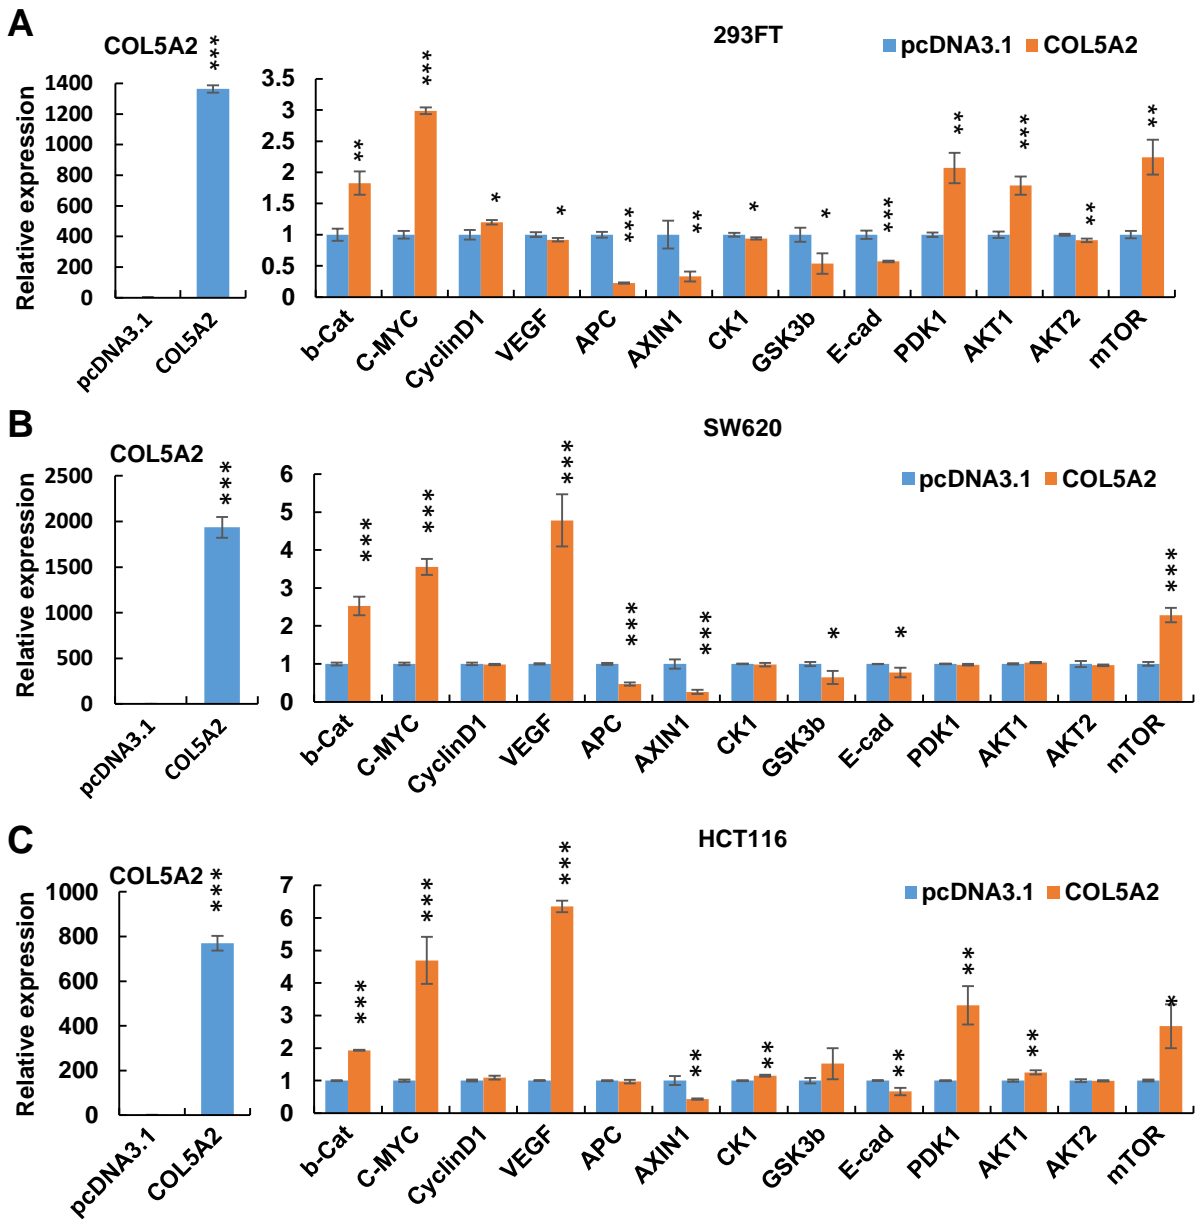 A
COL5A2
293FT
pcDNA3.1 COL5A2
Relative expression
1400
1200
1000
800
600
400
200
0
***
pcDNA3.1 COL5A2
3.5
3
2.5
2
1.5
1
0.5
0
** *** * * *** ** * * *** ** *** ** **
b-Cat C-MYC CyclinD1 VEGF APC AXIN1 CK1 GSK3b E-cad PDK1 AKT1 AKT2 mTOR
B
COL5A2
SW620
pcDNA3.1 COL5A2
Relative expression
2500
2000
1500
1000
500
0
***
pcDNA3.1 COL5A2
6
5
4
3
2
1
0
*** *** *** *** *** * * ***
b-Cat C-MYC CyclinD1 VEGF APC AXIN1 CK1 GSK3b E-cad PDK1 AKT1 AKT2 mTOR
C
COL5A2
HCT116
pcDNA3.1 COL5A2
Relative expression
1000
800
600
400
200
0
***
pcDNA3.1 COL5A2
7
6
5
4
3
2
1
0
*** *** *** ** ** ** ** ** *
b-Cat C-MYC CyclinD1 VEGF APC AXIN1 CK1 GSK3b E-cad PDK1 AKT1 AKT2 mTOR